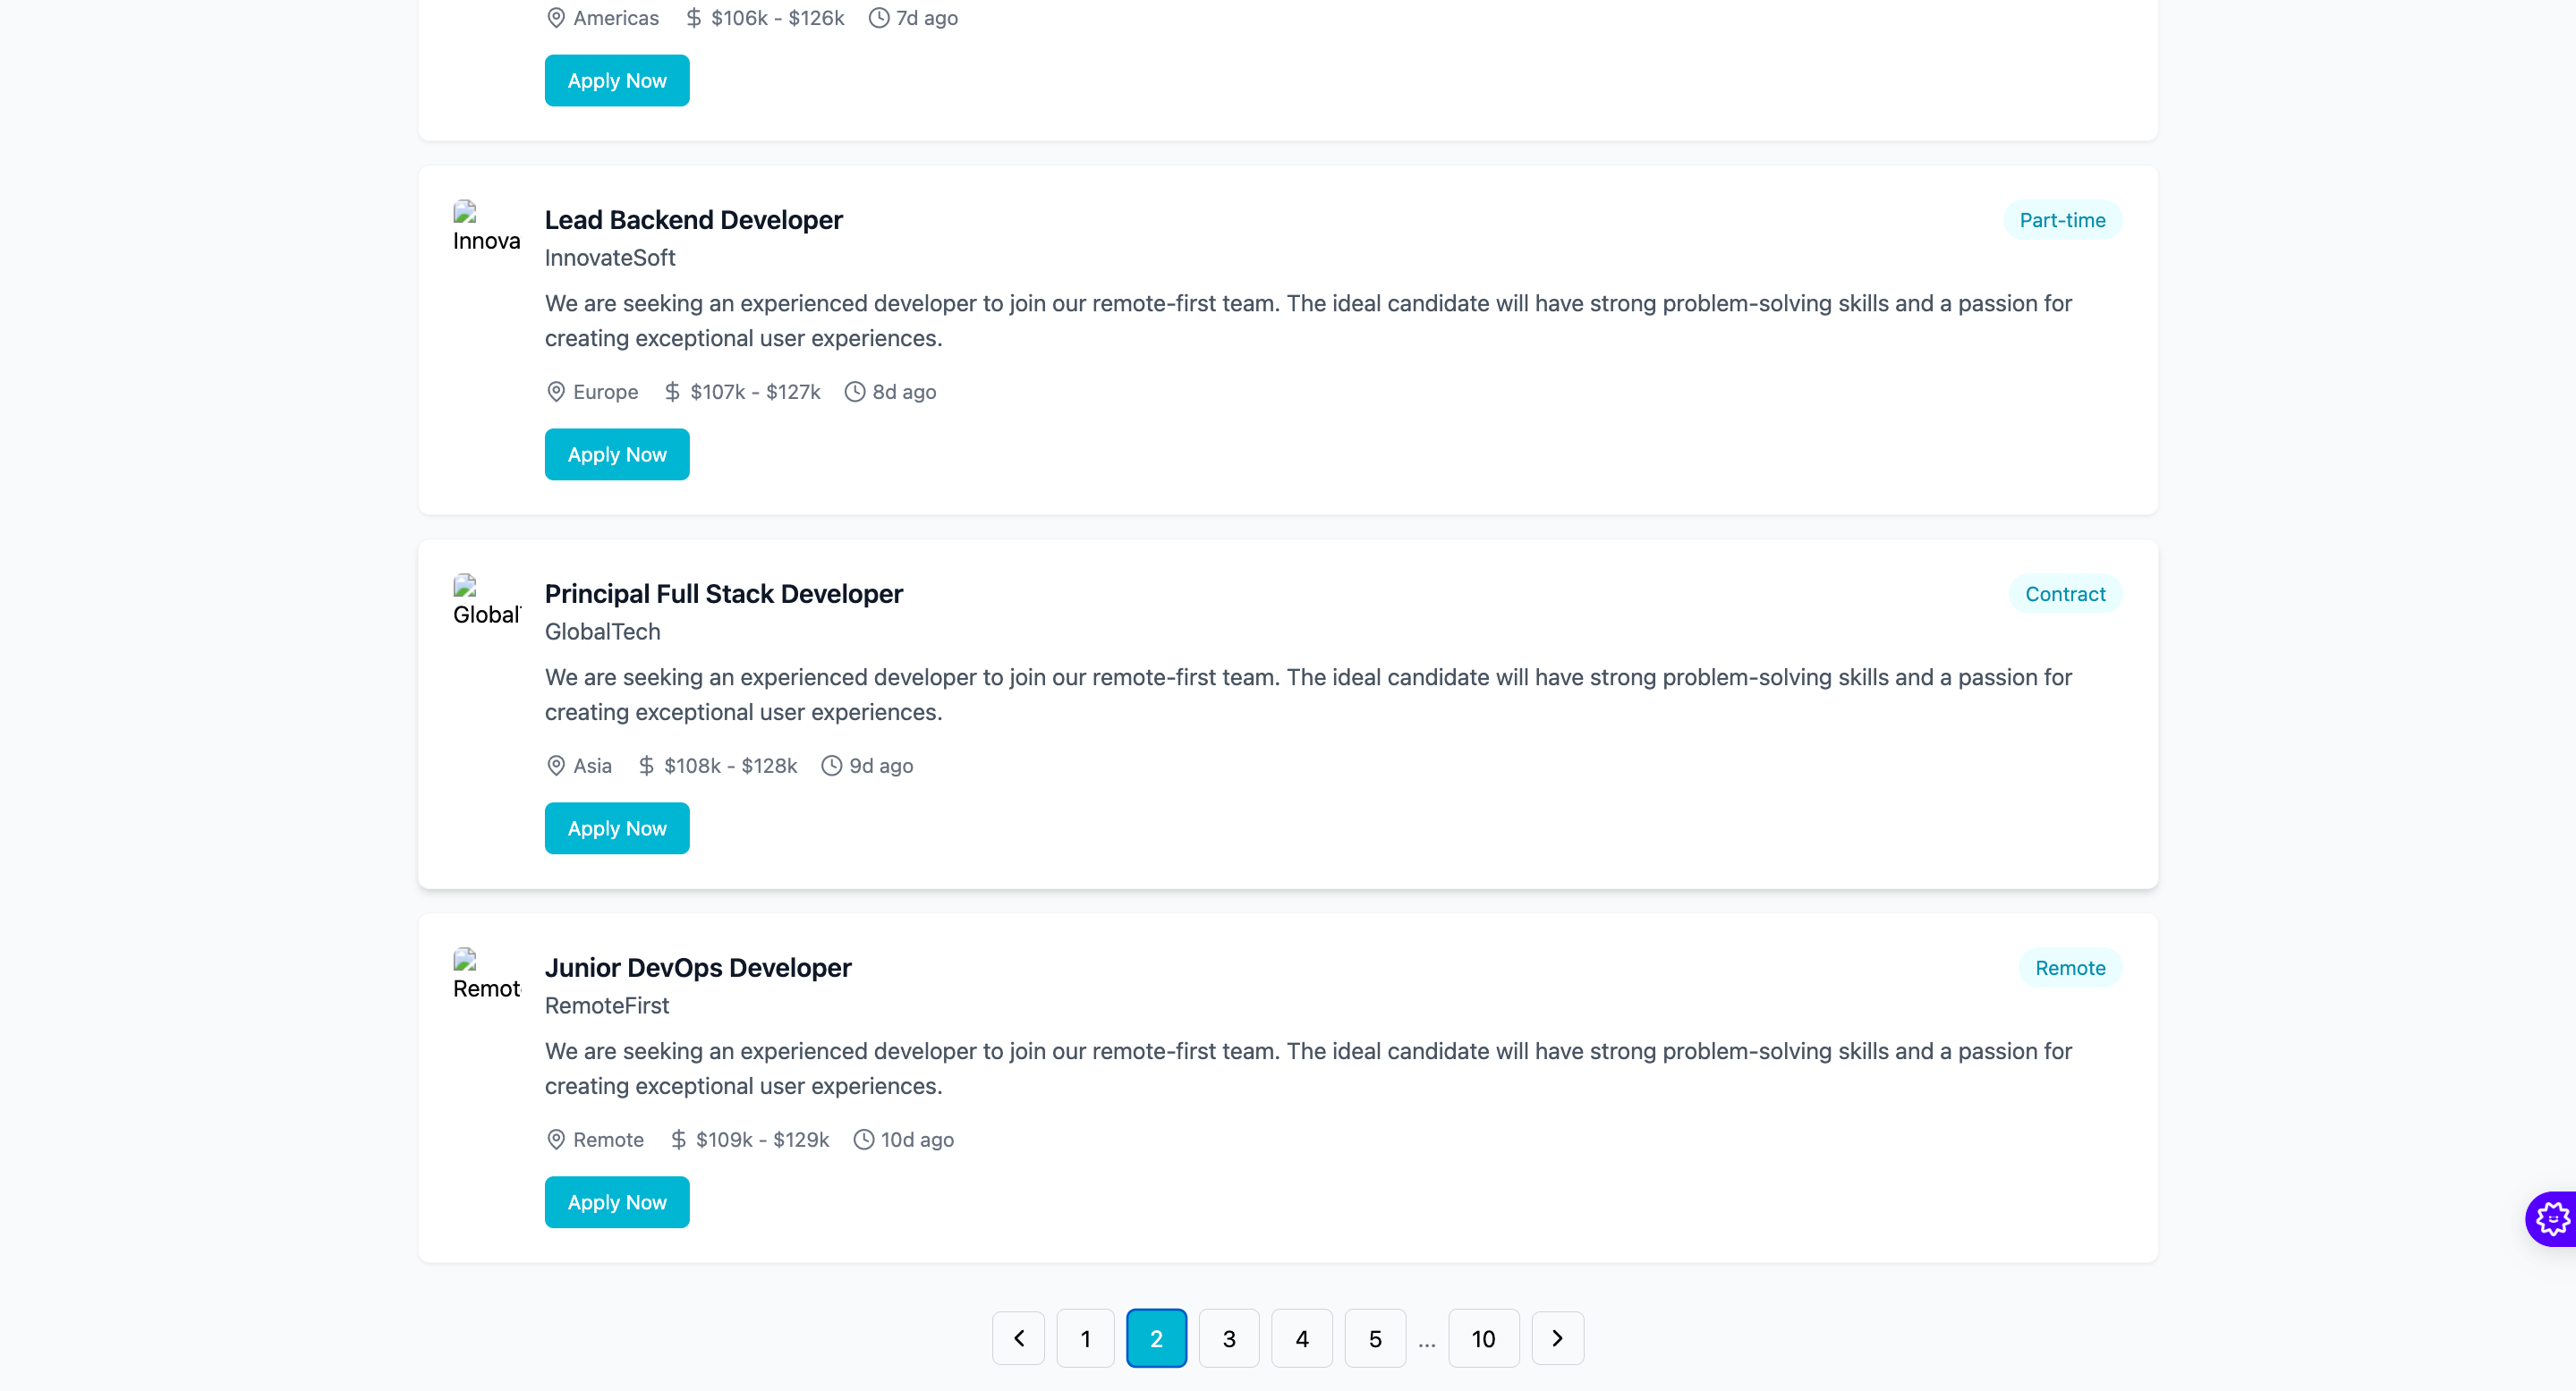 Americas $106k - $126k 7d ago
Apply Now
Innova
Lead Backend Developer
Part-time
InnovateSoft
We are seeking an experienced developer to join our remote-first team. The ideal candidate will have strong problem-solving skills and a passion for
creating exceptional user experiences.
Europe $107k - $127k 8d ago
Apply Now
Global
Principal Full Stack Developer
Contract
GlobalTech
We are seeking an experienced developer to join our remote-first team. The ideal candidate will have strong problem-solving skills and a passion for
creating exceptional user experiences.
Asia $108k - $128k 9d ago
Apply Now
Remot
Junior DevOps Developer
Remote
RemoteFirst
We are seeking an experienced developer to join our remote-first team. The ideal candidate will have strong problem-solving skills and a passion for
creating exceptional user experiences.
Remote $109k - $129k 10d ago
Apply Now
1 2 3 4 5 ... 10